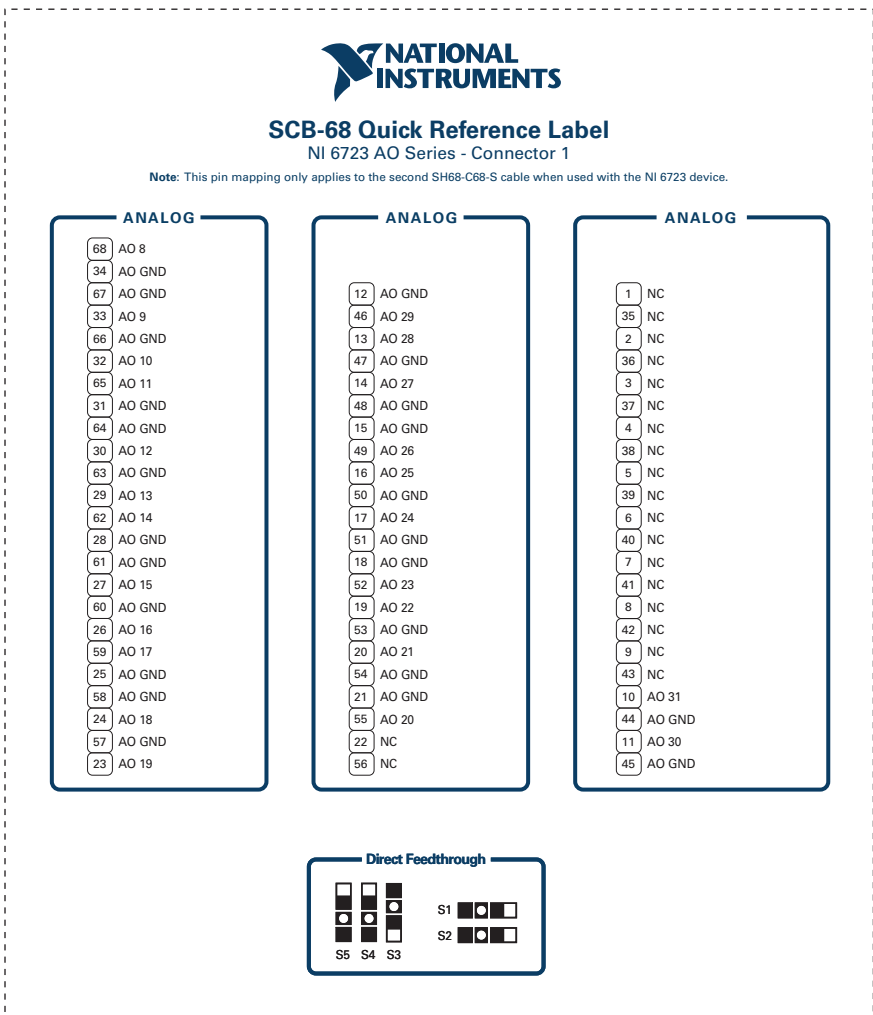 NATIONAL
INSTRUMENTS
SCB-68 Quick Reference Label
NI 6723 AO Series - Connector 1
Note: This pin mapping only applies to the second SH68-C68-S cable when used with the NI 6723 device.
ANALOG
68 AO 8
34 AO GND
67 AO GND
33 AO 9
66 AO GND
32 AO 10
65 AO 11
31 AO GND
64 AO GND
30 AO 12
63 AO GND
29 AO 13
62 AO 14
28 AO GND
61 AO GND
27 AO 15
60 AO GND
26 AO 16
59 AO 17
25 AO GND
58 AO GND
24 AO 18
57 AO GND
23 AO 19
ANALOG
12 AO GND
46 AO 29
13 AO 28
47 AO GND
14 AO 27
48 AO GND
15 AO GND
49 AO 26
16 AO 25
50 AO GND
17 AO 24
51 AO GND
18 AO GND
52 AO 23
19 AO 22
53 AO GND
20 AO 21
54 AO GND
21 AO GND
55 AO 20
22 NC
56 NC
ANALOG
1 NC
35 NC
2 NC
36 NC
3 NC
37 NC
4 NC
38 NC
5 NC
39 NC
6 NC
40 NC
7 NC
41 NC
8 NC
42 NC
9 NC
43 NC
10 AO 31
44 AO GND
11 AO 30
45 AO GND
Direct Feedthrough
S1
S2
S5 S4 S3